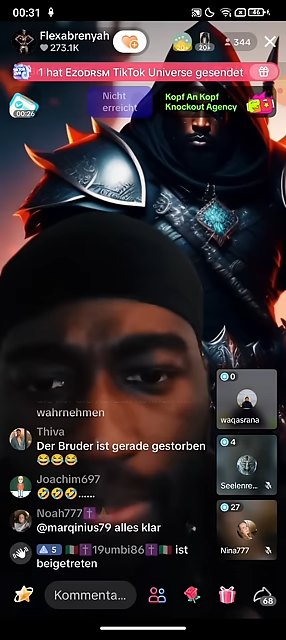 00:31
46
Flexabrenyah
273.1K
20+
344
1 hat Ezodrsm TikTok Universe gesendet
00:26
Nicht
erreicht
Kopf An Kopf
Knockout Agency
0
waqasrana
wahrnehmen
Thiva
Der Bruder ist gerade gestorben
😂😂😂
4
Seelenre...
Joachim697
🤣🤣🤣......
Noah777✝️
@marqinius79 alles klar
27
Nina777
5 🇲🇽✝️19umbi86✝️🇲🇽 ist
beigetreten
Kommenta...
68